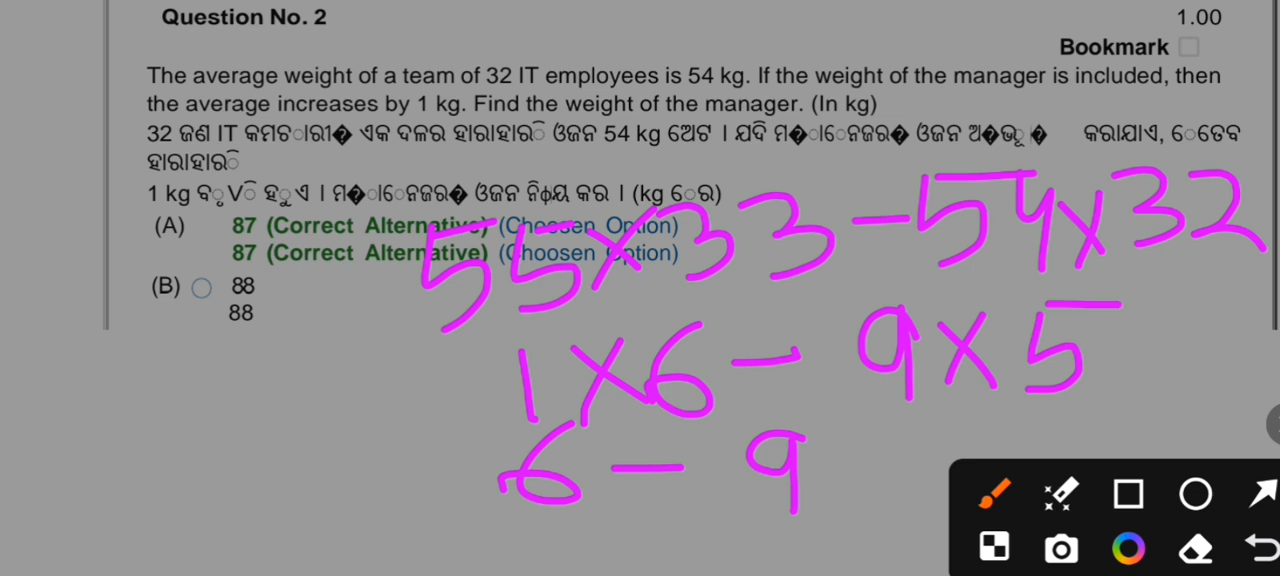 Question No. 2 1.00
Bookmark
The average weight of a team of 32 IT employees is 54 kg. If the weight of the manager is included, then
the average increases by 1 kg. Find the weight of the manager. (In kg)
32 ଜଣ IT ଏକ ଦଳର ଓଜନ 54 kg ଅଟେ । ଯଦି ଓଜନ କରାଯାଏ,
1 kg ଓଜନ କର । (kg
(A) 87 (Correct Alternative) (Choosen Option)
87 (Correct Alternative) (Choosen Option)
(B) 88
88
55×33-54×32
1×6-9×5
6-9